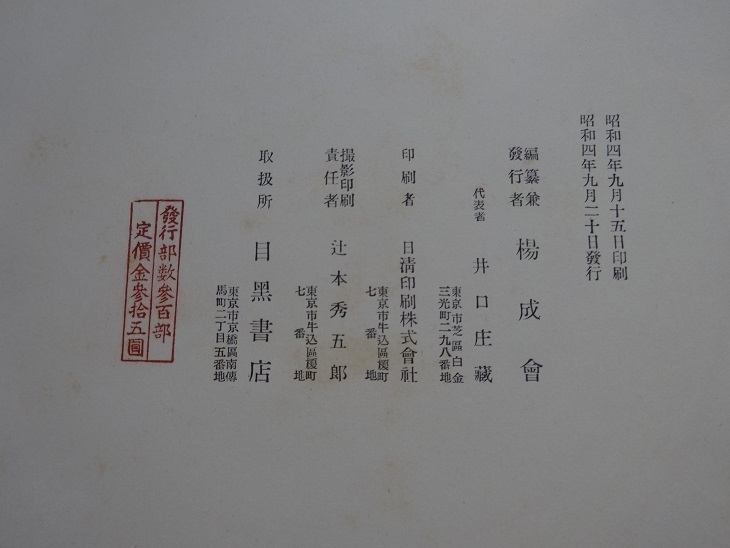 昭和四年九月十五日印刷
昭和四年九月二十日發行
編纂兼
發行者
楊成會
代表者
井口庄藏
東京市芝區白金
三光町二九八番地
印刷者
日淸印刷株式會社
東京市牛込區榎町
七番地
撮影印刷
責任者
辻本秀五郎
東京市牛込區榎町
七番地
取扱所
目黑書店
東京市京橋區南傳
馬町二丁目五番地
發行部数參百部
定價金參拾五圓